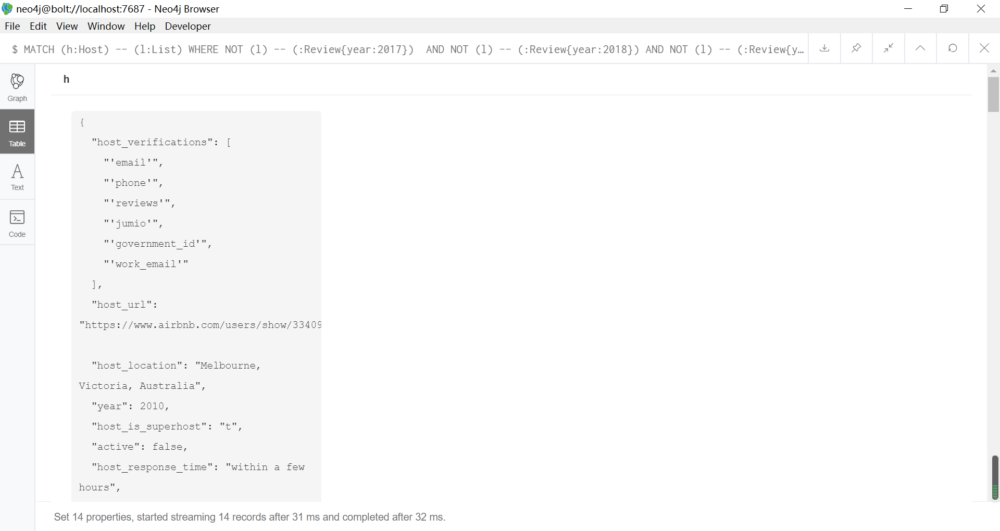 neo4j@bolt://localhost:7687 - Neo4j Browser
File Edit View Window Help Developer
$ MATCH (h:Host) -- (l:List) WHERE NOT (l) -- (:Review{year:2017})  AND NOT (l) -- (:Review{year:2018}) AND NOT (l) -- (:Review{y…
Graph
Table
Text
Code
h
{
"host_verifications": [
"'email'",
"'phone'",
"'reviews'",
"'jumio'",
"'government_id'",
"'work_email'"
],
"host_url":
"https://www.airbnb.com/users/show/33409
"host_location": "Melbourne,
Victoria, Australia",
"year": 2010,
"host_is_superhost": "t",
"active": false,
"host_response_time": "within a few
hours",
Set 14 properties, started streaming 14 records after 31 ms and completed after 32 ms.